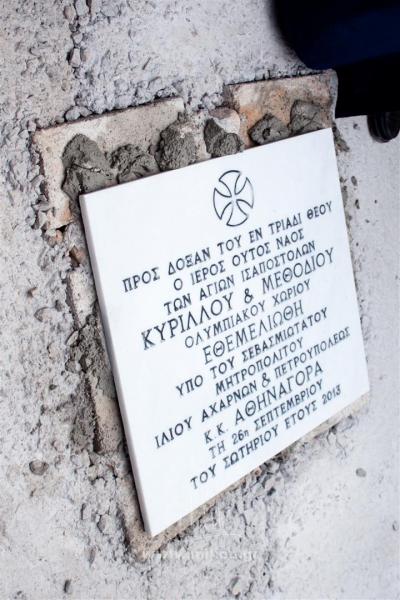 ΠΡΟΣ ΔΟΞΑΝ ΤΟΥ ΕΝ ΤΡΙΑΔΙ ΘΕΟΥ
Ο ΙΕΡΟΣ ΟΥΤΟΣ ΝΑΟΣ
ΤΩΝ ΑΓΙΩΝ ΙΣΑΠΟΣΤΟΛΩΝ
ΚΥΡΙΛΛΟΥ & ΜΕΘΟΔΙΟΥ
ΟΛΥΜΠΙΑΚΟΥ ΧΩΡΙΟΥ
ΕΘΕΜΕΛΙΩΘΗ
ΥΠΟ ΤΟΥ ΣΕΒΑΣΜΙΩΤΑΤΟΥ
ΜΗΤΡΟΠΟΛΙΤΟΥ
ΙΛΙΟΥ ΑΧΑΡΝΩΝ & ΠΕΤΡΟΥΠΟΛΕΩΣ
Κ.Κ. ΑΘΗΝΑΓΟΡΑ
ΤΗ 26η ΣΕΠΤΕΜΒΡΙΟΥ
ΤΟΥ ΣΩΤΗΡΙΟΥ ΕΤΟΥΣ 2013